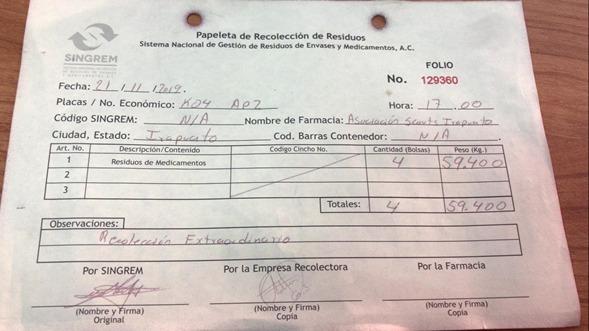 Papeleta de Recolección de Residuos
Sistema Nacional de Gestión de Residuos de Envases y Medicamentos, A.C.
SINGREM
FOLIO
No. 129360
Fecha: 21 / 11 / 2019.
Placas / No. Económico: K04 AP2 Hora: 17 .00
Código SINGREM: N/A Nombre de Farmacia: Asociación Scouts Irapuato
Ciudad, Estado: Irapuato Cod. Barras Contenedor: N/A
Art. No. Descripción/Contenido Codigo Cincho No. Cantidad (Bolsas) Peso (Kg.)
1 Residuos de Medicamentos 4 59.400
2
3
Totales: 4 59.400
Observaciones:
Recolección Extraordinario
Por SINGREM Por la Empresa Recolectora Por la Farmacia
(Nombre y Firma) (Nombre y Firma) (Nombre y Firma)
Original Copia Copia